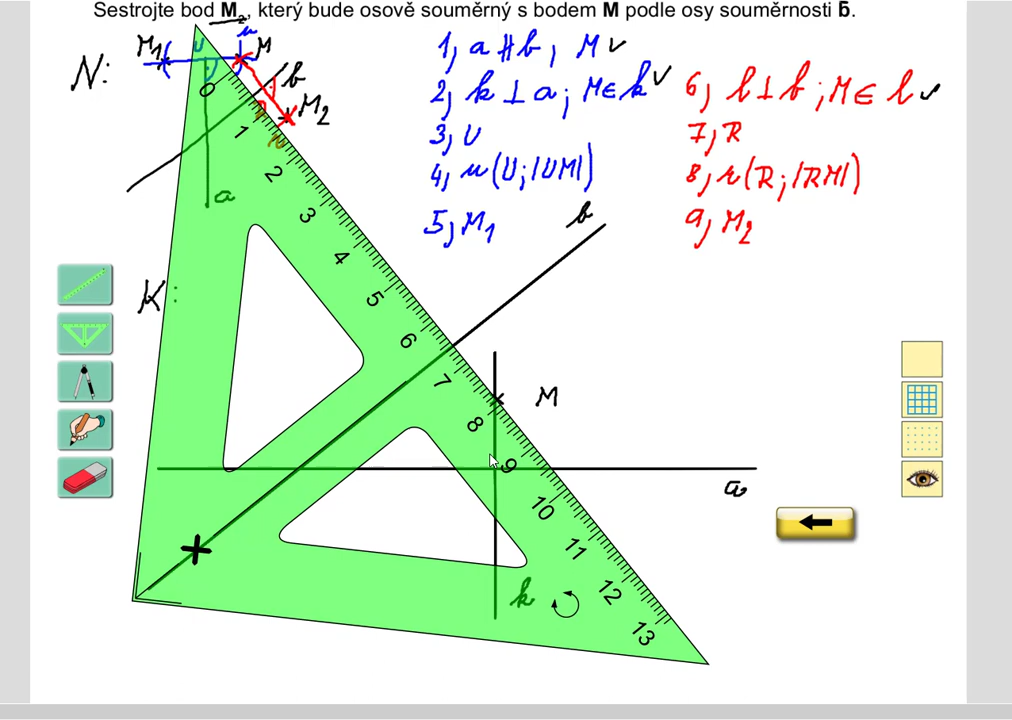 Sestrojte bod M₂, který bude osově souměrný s bodem M podle osy souměrnosti b̄.
N:
M₁ U u M
b
M₂
a
1, a ∦ b, M ✓
2, k ⊥ a; M ∈ k ✓
3, U
4, u (U; |UM|)
5, M₁
6, l ⊥ b; M ∈ l ✓
7, R
8, r (R; |RM|)
9, M₂
K:
b
M
a
k
0 1 2 3 4 5 6 7 8 9 10 11 12 13